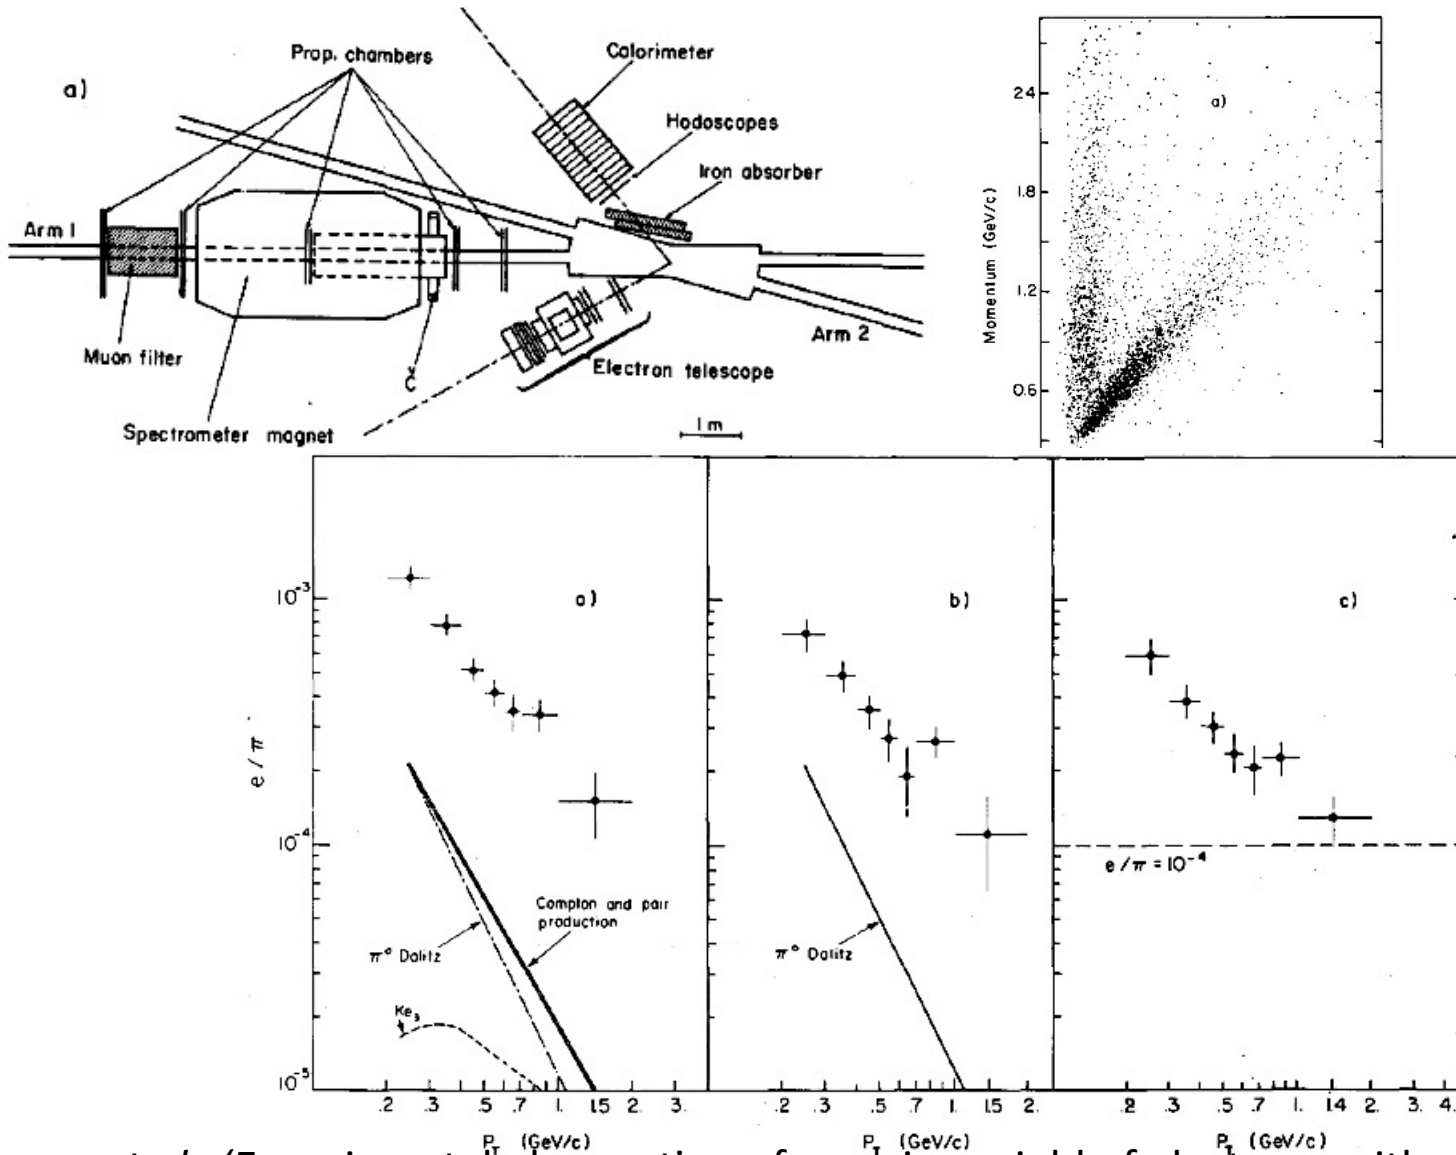 a)
Prop. chambers
Calorimeter
Hodoscopes
Iron absorber
Arm 1
Muon filter
Spectrometer magnet
Č
Electron telescope
Arm 2
1 m
a)
Momentum (GeV/c)
2.4
1.8
1.2
0.6
a)
e/π
10⁻³
10⁻⁴
10⁻⁵
Compton and pair
production
π° Dalitz
Ke₃
.2 .3 .5 .7 1. 1.5 2. 3.
P_T (GeV/c)
b)
π° Dalitz
.2 .3 .5 .7 1. 1.5 2.
P_T (GeV/c)
c)
e/π = 10⁻⁴
.2 .3 .5 .7 1. 1.4 2. 3. 4.
P_T (GeV/c)